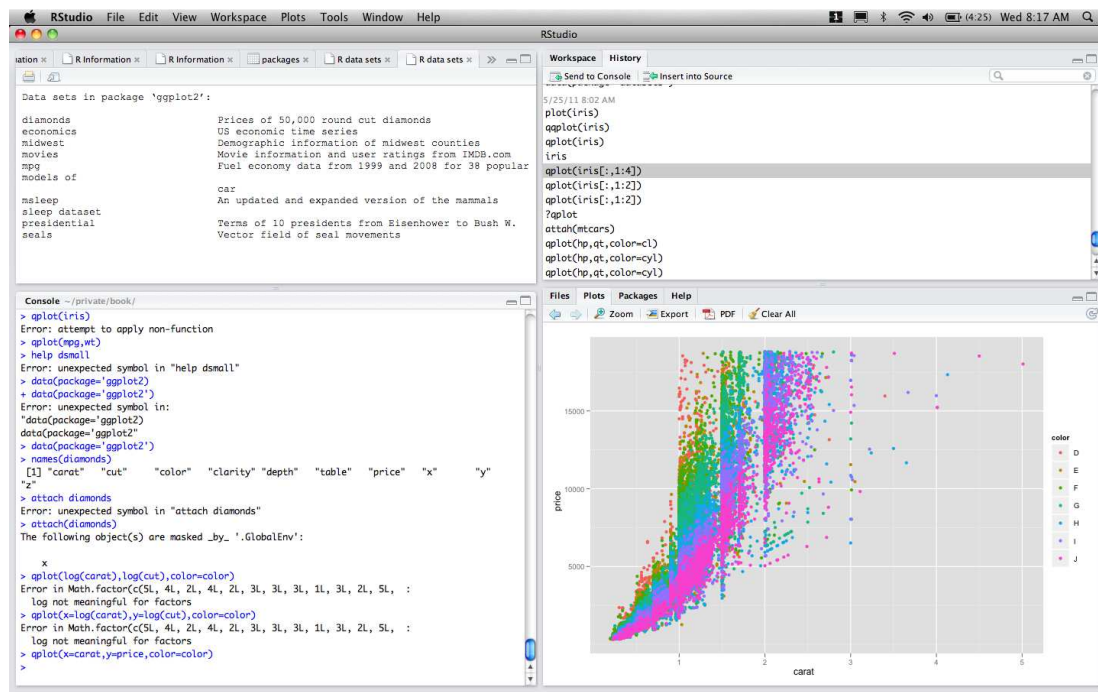 RStudio File Edit View Workspace Plots Tools Window Help
1 (4:25) Wed 8:17 AM
RStudio
ation × R Information × R Information × packages × R data sets × R data sets ×
Data sets in package 'ggplot2':
diamonds Prices of 50,000 round cut diamonds
economics US economic time series
midwest Demographic information of midwest counties
movies Movie information and user ratings from IMDB.com
mpg Fuel economy data from 1999 and 2008 for 38 popular
models of
car
msleep An updated and expanded version of the mammals
sleep dataset
presidential Terms of 10 presidents from Eisenhower to Bush W.
seals Vector field of seal movements
Workspace History
Send to Console Insert into Source
5/25/11 8:02 AM
plot(iris)
qqplot(iris)
qplot(iris)
iris
qplot(iris[:,1:4])
qplot(iris[:,1:2])
qplot(iris[:,1:2])
?qplot
attah(mtcars)
qplot(hp,qt,color=cl)
qplot(hp,qt,color=cyl)
qplot(hp,qt,color=cyl)
Console ~/private/book/
> qplot(iris)
Error: attempt to apply non-function
> qplot(mpg,wt)
> help dsmall
Error: unexpected symbol in "help dsmall"
> data(package='ggplot2)
+ data(package='ggplot2')
Error: unexpected symbol in:
"data(package='ggplot2)
data(package='ggplot2"
> data(package='ggplot2')
> names(diamonds)
[1] "carat" "cut" "color" "clarity" "depth" "table" "price" "x" "y"
"z"
> attach diamonds
Error: unexpected symbol in "attach diamonds"
> attach(diamonds)
The following object(s) are masked _by_ '.GlobalEnv':
x
> qplot(log(carat),log(cut),color=color)
Error in Math.factor(c(5L, 4L, 2L, 4L, 2L, 3L, 3L, 3L, 1L, 3L, 2L, 5L, :
log not meaningful for factors
> qplot(x=log(carat),y=log(cut),color=color)
Error in Math.factor(c(5L, 4L, 2L, 4L, 2L, 3L, 3L, 3L, 1L, 3L, 2L, 5L, :
log not meaningful for factors
> qplot(x=carat,y=price,color=color)
>
Files Plots Packages Help
Zoom Export PDF Clear All
15000
10000
5000
price
1 2 3 4 5
carat
color
D
E
F
G
H
I
J